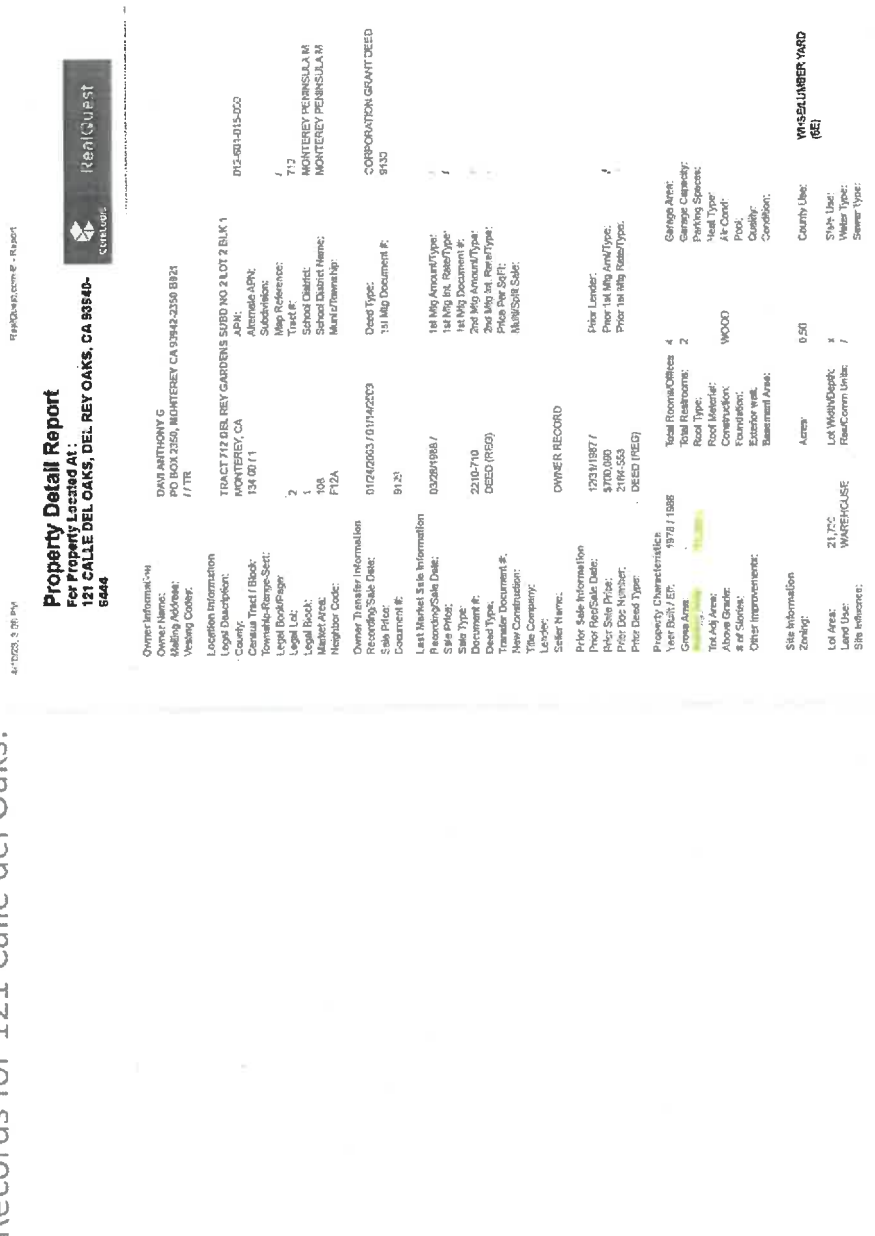 Records for 121 Calle del Oaks.
RealQuest.com ® - Report
Property Detail Report
For Property Located At :
121 CALLE DEL OAKS, DEL REY OAKS, CA 93940-
CoreLogic
RealQuest
Owner Information
Owner Name: DAVI ANTHONY G
Mailing Address: PO BOX 2350, MONTEREY CA 93942-2350 B021
Vesting Codes: / / TR
Location Information
Legal Description: TRACT 712 DEL REY GARDENS SUBD NO 2 LOT 2 BLK 1
County: MONTEREY, CA APN:
Census Tract / Block: 134.00 / 1 Alternate APN:
Township-Range-Sect: Subdivision:
Legal Book/Page: Map Reference: /
Legal Lot: 2 Tract #: 712
Legal Block: 1 School District: MONTEREY PENINSULA M
Market Area: 108 School District Name: MONTEREY PENINSULA M
Neighbor Code: F12A Munic/Township:
Owner Transfer Information
Recording/Sale Date: 01/24/2003 / 01/14/2003 Deed Type: CORPORATION GRANT DEED
Sale Price: 1st Mtg Document #: 9130
Document #:
Last Market Sale Information
Recording/Sale Date: 03/28/1988 / 1st Mtg Amount/Type:
Sale Price: 1st Mtg Int. Rate/Type: /
Sale Type: 1st Mtg Document #:
Document #: 2210-710 2nd Mtg Amount/Type:
Deed Type: DEED (REG) 2nd Mtg Int. Rate/Type:
Transfer Document #: Price Per SqFt:
New Construction: Multi/Split Sale:
Title Company:
Lender:
Seller Name: OWNER RECORD
Prior Sale Information
Prior Rec/Sale Date: 12/31/1987 / Prior Lender:
Prior Sale Price: $700,000 Prior 1st Mtg Amt/Type: /
Prior Doc Number: 2184-553 Prior 1st Mtg Rate/Type:
Prior Deed Type: DEED (REG)
Property Characteristics
Year Built / Eff: 1978 / 1988 Total Rooms/Offices 4 Garage Area:
Gross Area: Total Restrooms: 2 Garage Capacity:
Roof Type: Parking Spaces:
Tot Adj Area: Roof Material: Heat Type:
Above Grade: Construction: WOOD Air Cond:
# of Stories: Foundation: Pool:
Other Improvements: Exterior wall: Quality:
Basement Area: Condition:
Site Information
Zoning: Acres: 0.50 County Use: WHSE/LUMBER YARD
(6E)
Lot Area: Lot Width/Depth: x State Use:
Land Use: WAREHOUSE Res/Comm Units: / Water Type:
Site Influence: Sewer Type: